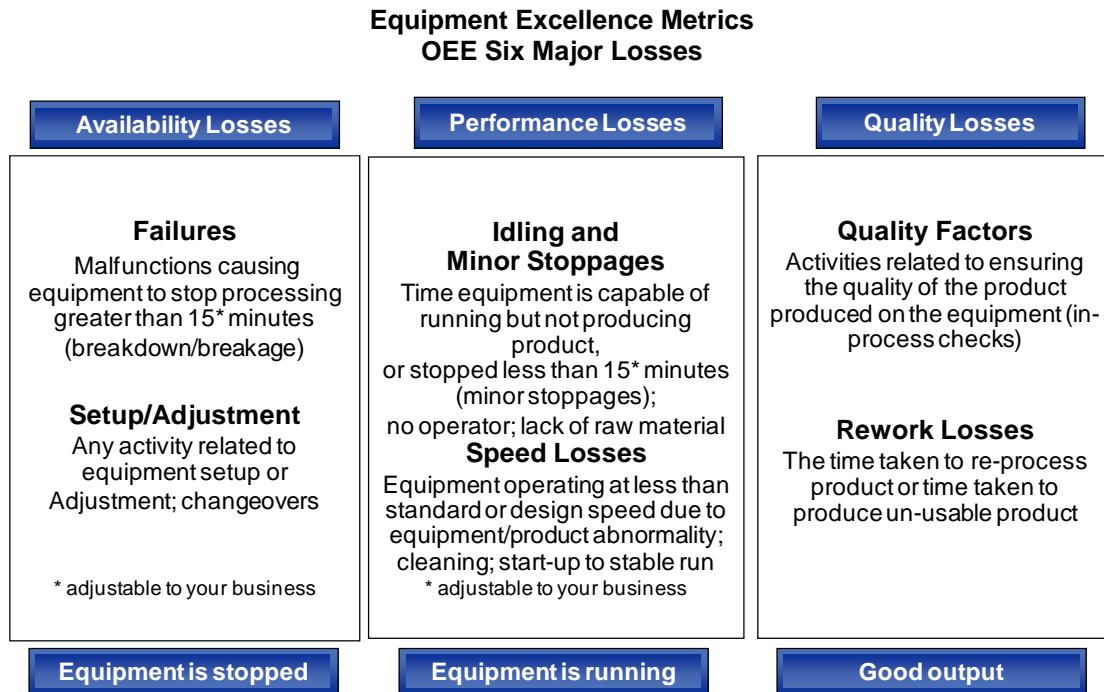 Equipment Excellence Metrics
OEE Six Major Losses
Availability Losses
Failures
Malfunctions causing
equipment to stop processing
greater than 15* minutes
(breakdown/breakage)
Setup/Adjustment
Any activity related to
equipment setup or
Adjustment; changeovers
* adjustable to your business
Equipment is stopped
Performance Losses
Idling and
Minor Stoppages
Time equipment is capable of
running but not producing
product,
or stopped less than 15* minutes
(minor stoppages);
no operator; lack of raw material
Speed Losses
Equipment operating at less than
standard or design speed due to
equipment/product abnormality;
cleaning; start-up to stable run
* adjustable to your business
Equipment is running
Quality Losses
Quality Factors
Activities related to ensuring
the quality of the product
produced on the equipment (in-
process checks)
Rework Losses
The time taken to re-process
product or time taken to
produce un-usable product
Good output